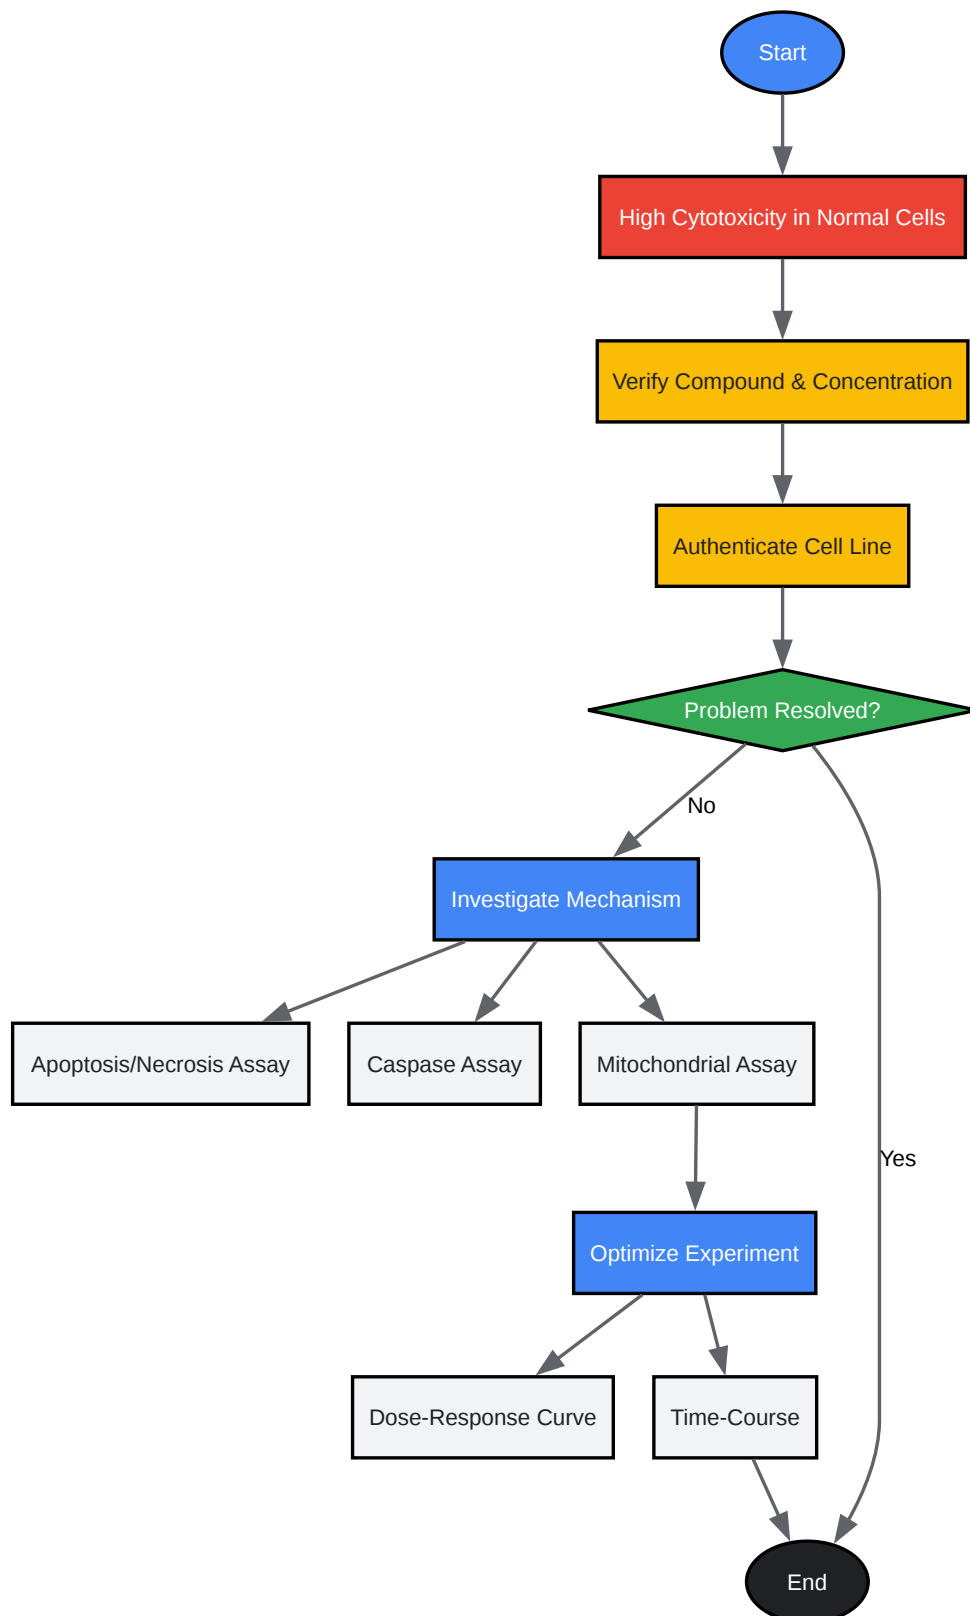 Start
High Cytotoxicity in Normal Cells
Verify Compound & Concentration
Authenticate Cell Line
Problem Resolved?
No
Investigate Mechanism
Apoptosis/Necrosis Assay
Caspase Assay
Mitochondrial Assay
Yes
Optimize Experiment
Dose-Response Curve
Time-Course
End